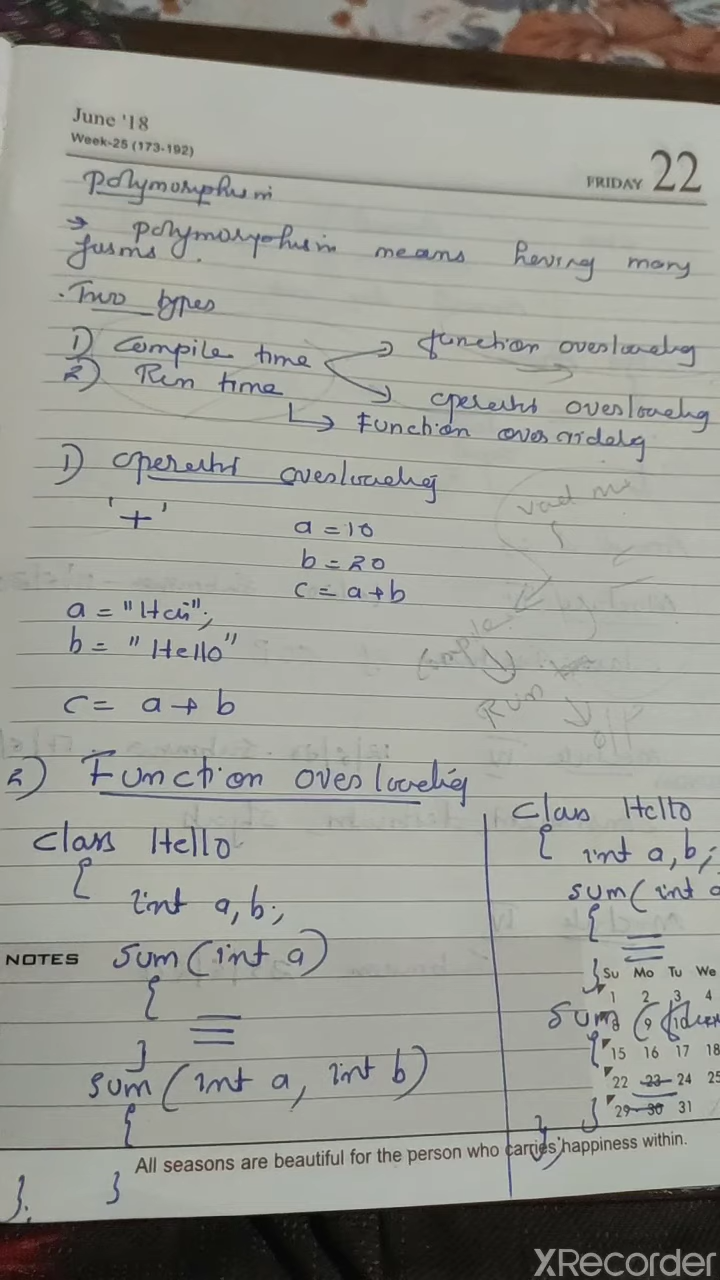 June '18
Week-25 (173-192)
FRIDAY 22
polymorphism
→ polymorphism means having many
forms.
Two types
1) Compile time → function overloading
2) Run time → operator overloading
↳ Function overriding
1) operator overloading
'+' a = 10
b = 20
c = a + b
a = "Hai";
b = "Hello"
c = a + b
2) Function overloading
class Hello
{
int a, b;
sum (int a)
{
}
sum (int a, int b)
{
}
};
class Hello
{ int a, b;
sum (int a
{
}
sum (
{
}
};
NOTES
Su Mo Tu We
1 2 3 4
9
15 16 17 18
22 23 24 25
29 30 31
All seasons are beautiful for the person who carries happiness within.
XRecorder